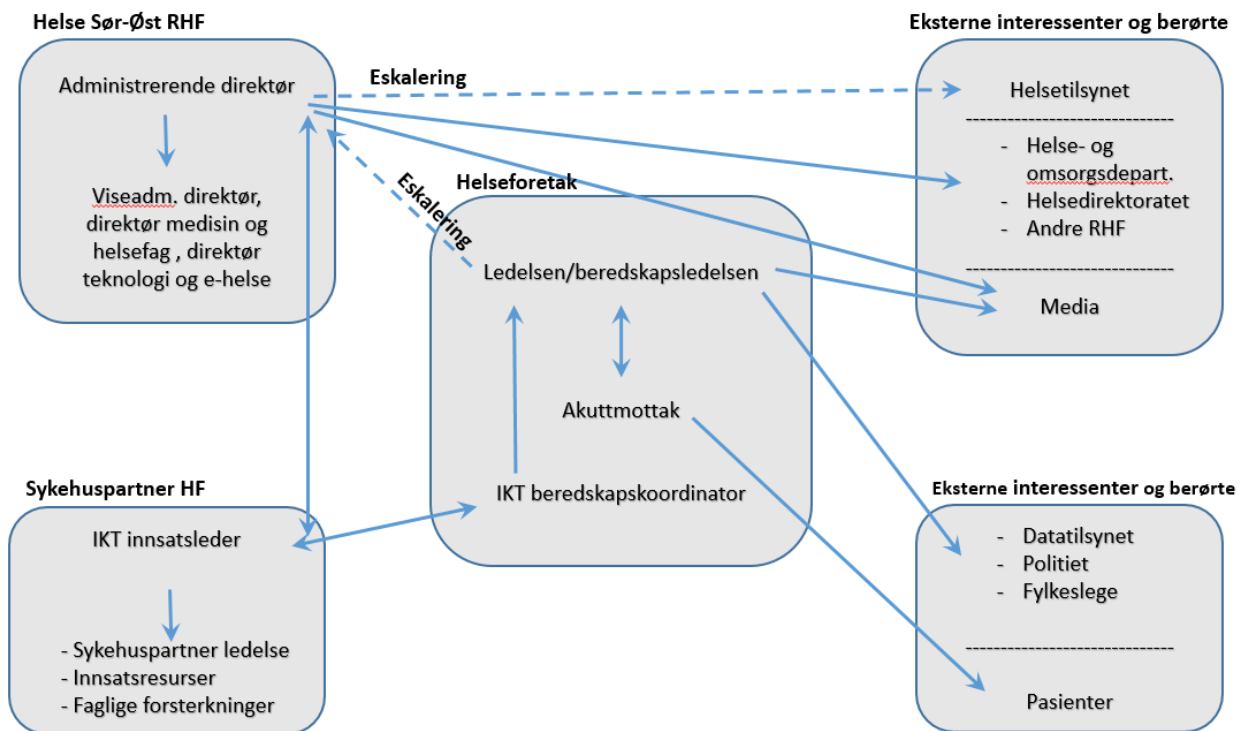 Helse Sør-Øst RHF
Administrerende direktør
Viseadm. direktør,
direktør medisin og
helsefag , direktør
teknologi og e-helse
Eskalering
Eskalering
Helseforetak
Ledelsen/beredskapsledelsen
Akuttmottak
IKT beredskapskoordinator
Eksterne interessenter og berørte
Helsetilsynet
------------------------------
- Helse- og
omsorgsdepart.
- Helsedirektoratet
- Andre RHF
------------------------------
Media
Sykehuspartner HF
IKT innsatsleder
- Sykehuspartner ledelse
- Innsatsresurser
- Faglige forsterkninger
Eksterne interessenter og berørte
- Datatilsynet
- Politiet
- Fylkeslege
------------------------------
Pasienter